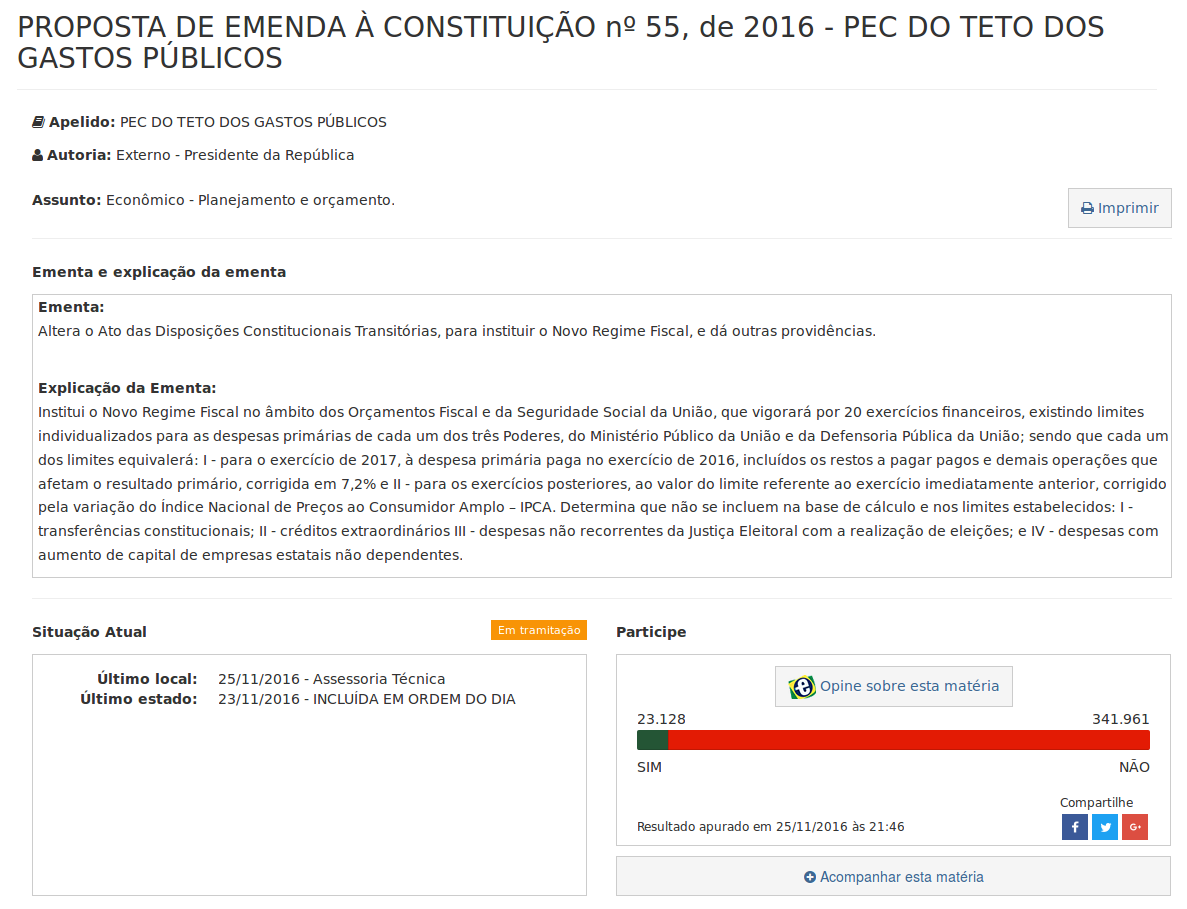 PROPOSTA DE EMENDA À CONSTITUIÇÃO nº 55, de 2016 - PEC DO TETO DOS
GASTOS PÚBLICOS
Apelido: PEC DO TETO DOS GASTOS PÚBLICOS
Autoria: Externo - Presidente da República
Assunto: Econômico - Planejamento e orçamento.
Imprimir
Ementa e explicação da ementa
Ementa:
Altera o Ato das Disposições Constitucionais Transitórias, para instituir o Novo Regime Fiscal, e dá outras providências.
Explicação da Ementa:
Institui o Novo Regime Fiscal no âmbito dos Orçamentos Fiscal e da Seguridade Social da União, que vigorará por 20 exercícios financeiros, existindo limites
individualizados para as despesas primárias de cada um dos três Poderes, do Ministério Público da União e da Defensoria Pública da União; sendo que cada um
dos limites equivalerá: I - para o exercício de 2017, à despesa primária paga no exercício de 2016, incluídos os restos a pagar pagos e demais operações que
afetam o resultado primário, corrigida em 7,2% e II - para os exercícios posteriores, ao valor do limite referente ao exercício imediatamente anterior, corrigido
pela variação do Índice Nacional de Preços ao Consumidor Amplo – IPCA. Determina que não se incluem na base de cálculo e nos limites estabelecidos: I -
transferências constitucionais; II - créditos extraordinários III - despesas não recorrentes da Justiça Eleitoral com a realização de eleições; e IV - despesas com
aumento de capital de empresas estatais não dependentes.
Situação Atual
Em tramitação
Último local: 25/11/2016 - Assessoria Técnica
Último estado: 23/11/2016 - INCLUÍDA EM ORDEM DO DIA
Participe
Opine sobre esta matéria
23.128 341.961
SIM NÃO
Compartilhe
Resultado apurado em 25/11/2016 às 21:46
Acompanhar esta matéria